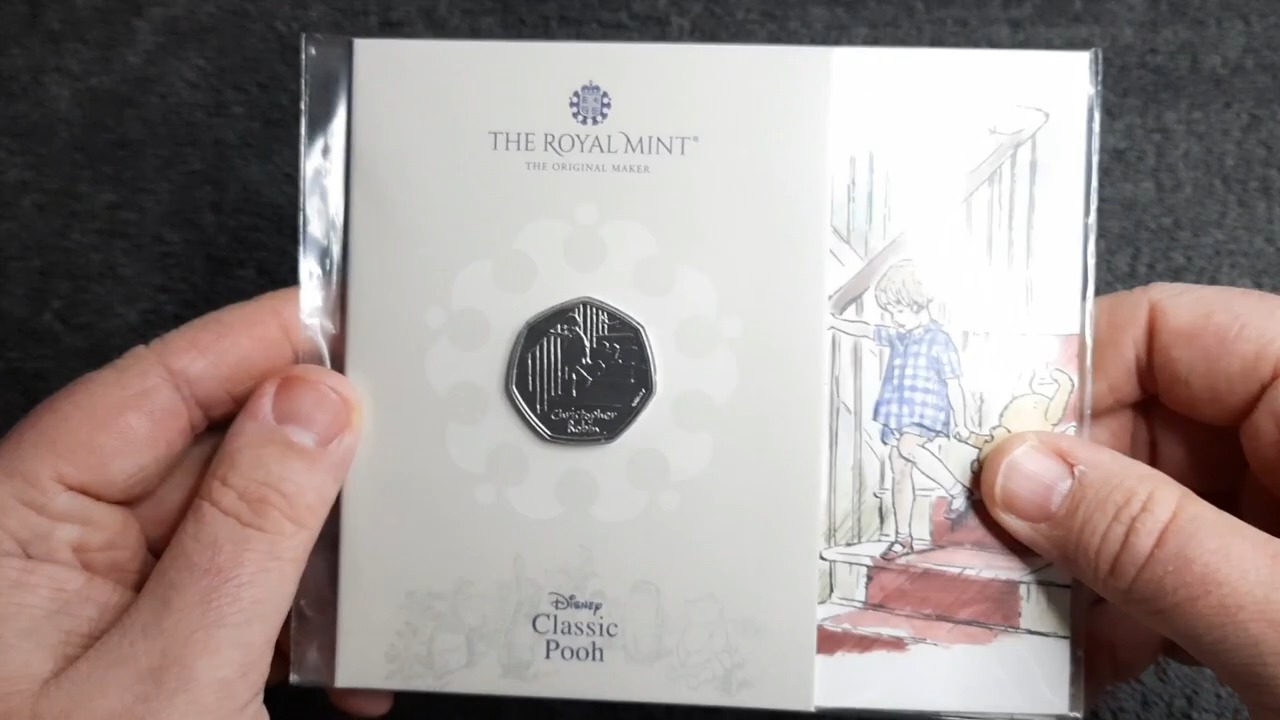 THE ROYAL MINT®
THE ORIGINAL MAKER
Christopher
Robin
Disney
Classic
Pooh